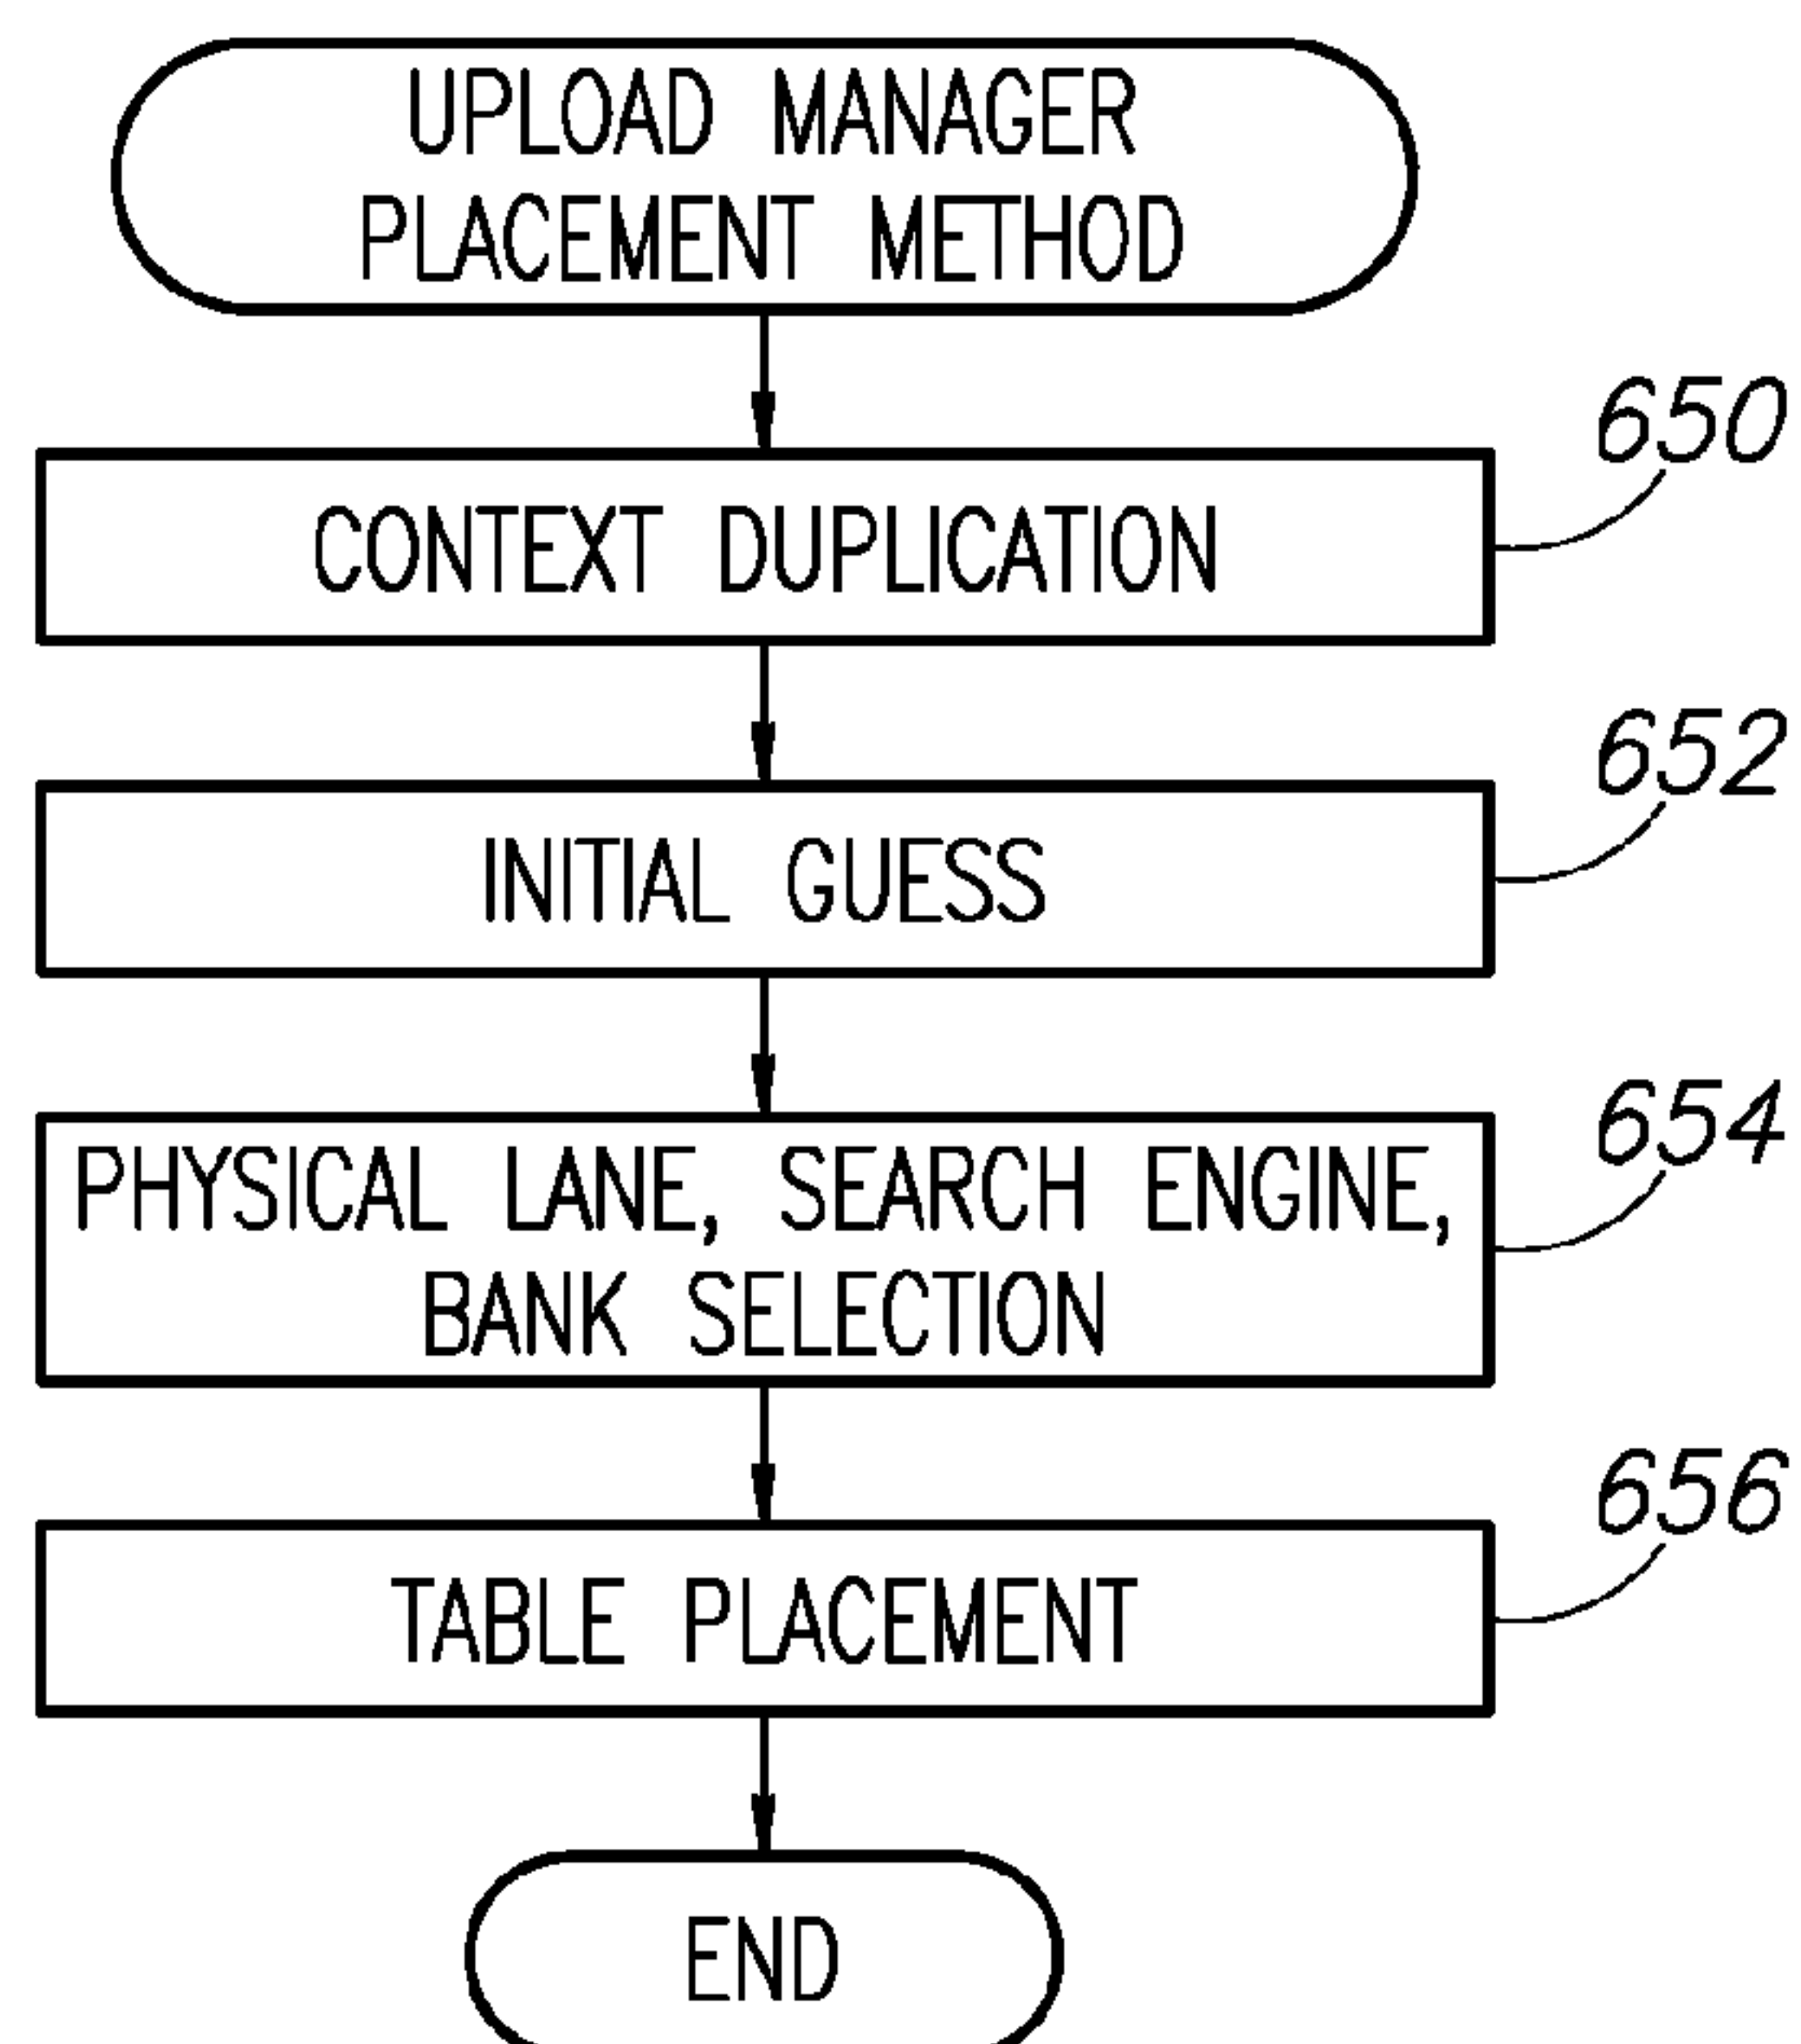 UPLOAD MANAGER
PLACEMENT METHOD
650
CONTEXT DUPLICATION
652
INITIAL GUESS
654
PHYSICAL LANE, SEARCH ENGINE,
BANK SELECTION
656
TABLE PLACEMENT
END